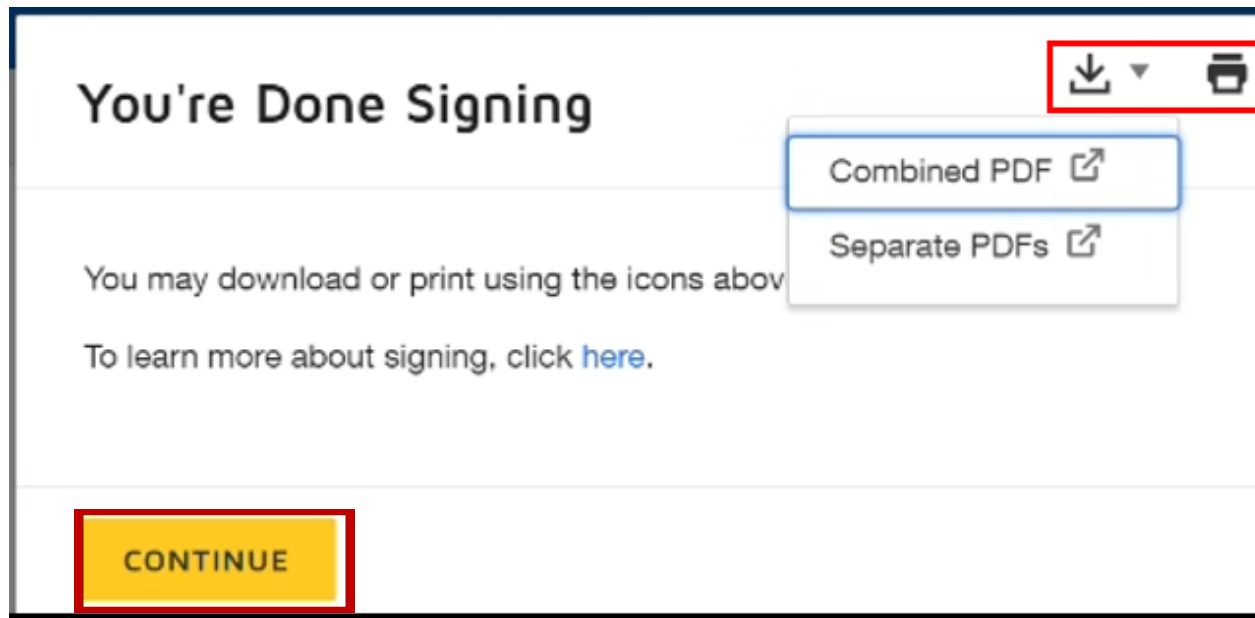 You're Done Signing
Combined PDF
Separate PDFs
You may download or print using the icons abov
To learn more about signing, click here.
CONTINUE